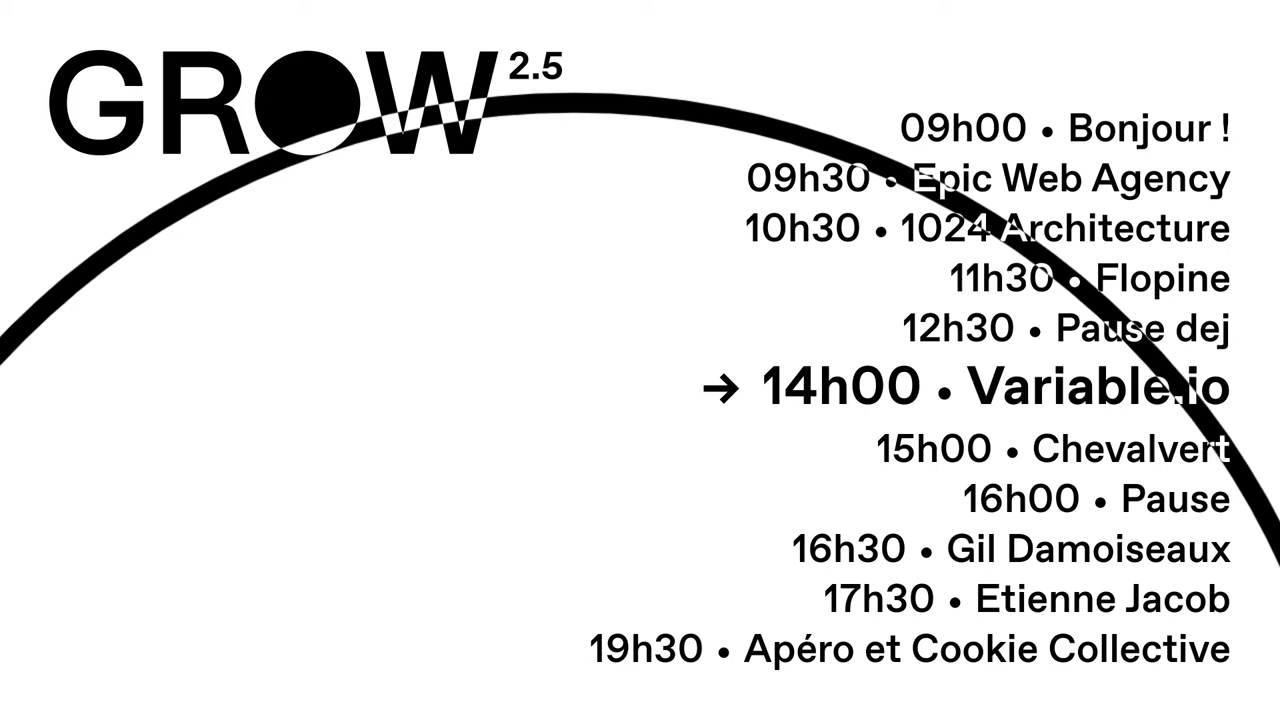 GROW 2.5
09h00 • Bonjour !
09h30 • Epic Web Agency
10h30 • 1024 Architecture
11h30 • Flopine
12h30 • Pause dej
→ 14h00 • Variable.io
15h00 • Chevalvert
16h00 • Pause
16h30 • Gil Damoiseaux
17h30 • Etienne Jacob
19h30 • Apéro et Cookie Collective